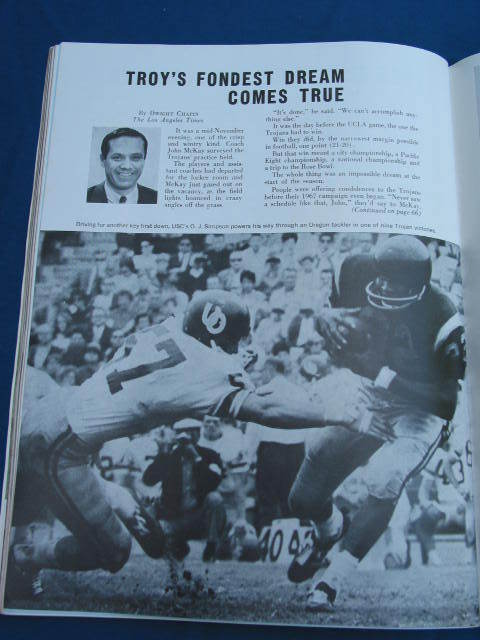 TROY'S FONDEST DREAM
COMES TRUE
By DWIGHT CHAPIN
The Los Angeles Times
It was a mid-November
evening, one of the crisp
and wintry kind. Coach
John McKay surveyed the
Trojans' practice field.
The players and assis-
tant coaches had departed
for the locker room and
McKay just gazed out on
the vacancy, as the field
lights bounced in crazy
angles off the grass.
"It's done," he said. "We can't accomplish any-
thing else."
It was the day before the UCLA game, the one the
Trojans had to win.
Win they did, by the narrowest margin possible
in football, one point (21-20).
But that win meant a city championship, a Pacific
Eight championship, a national championship and
a trip to the Rose Bowl.
The whole thing was an impossible dream at the
start of the season.
People were offering condolences to the Trojans
before their 1967 campaign even began. "Never saw
a schedule like that, John," they'd say to McKay.
(Continued on page 66)
Driving for another key first down, USC's O. J. Simpson powers his way through an Oregon tackler in one of nine Trojan victories.
UO
77
40 43